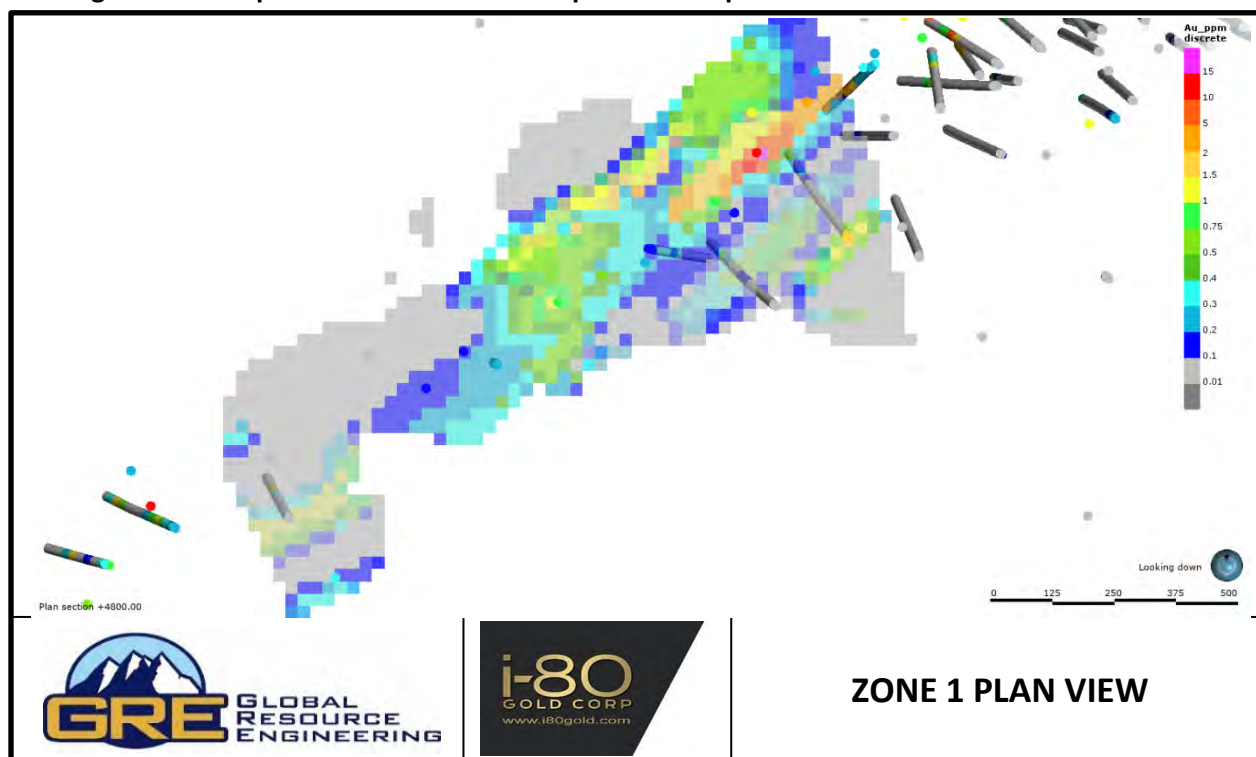 Au_ppm
discrete
15
10
5
2
1.5
1
0.75
0.5
0.4
0.3
0.2
0.1
0.01
Looking down
Plan section +4800.00
0 125 250 375 500
GRE GLOBAL
RESOURCE
ENGINEERING
i-80
GOLD CORP
www.i80gold.com
ZONE 1 PLAN VIEW